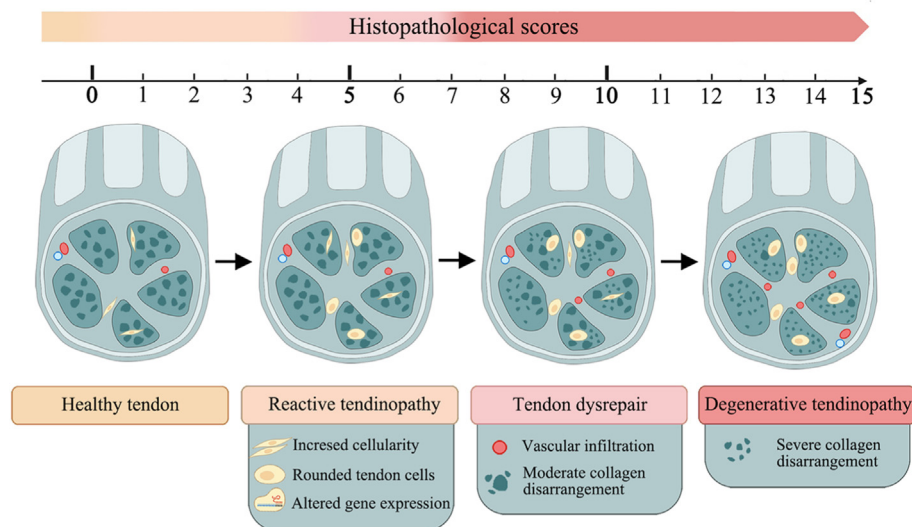 Histopathological scores
0 1 2 3 4 5 6 7 8 9 10 11 12 13 14 15
Healthy tendon
Reactive tendinopathy
Incresed cellularity
Rounded tendon cells
Altered gene expression
Tendon dysrepair
Vascular infiltration
Moderate collagen
disarrangement
Degenerative tendinopathy
Severe collagen
disarrangement